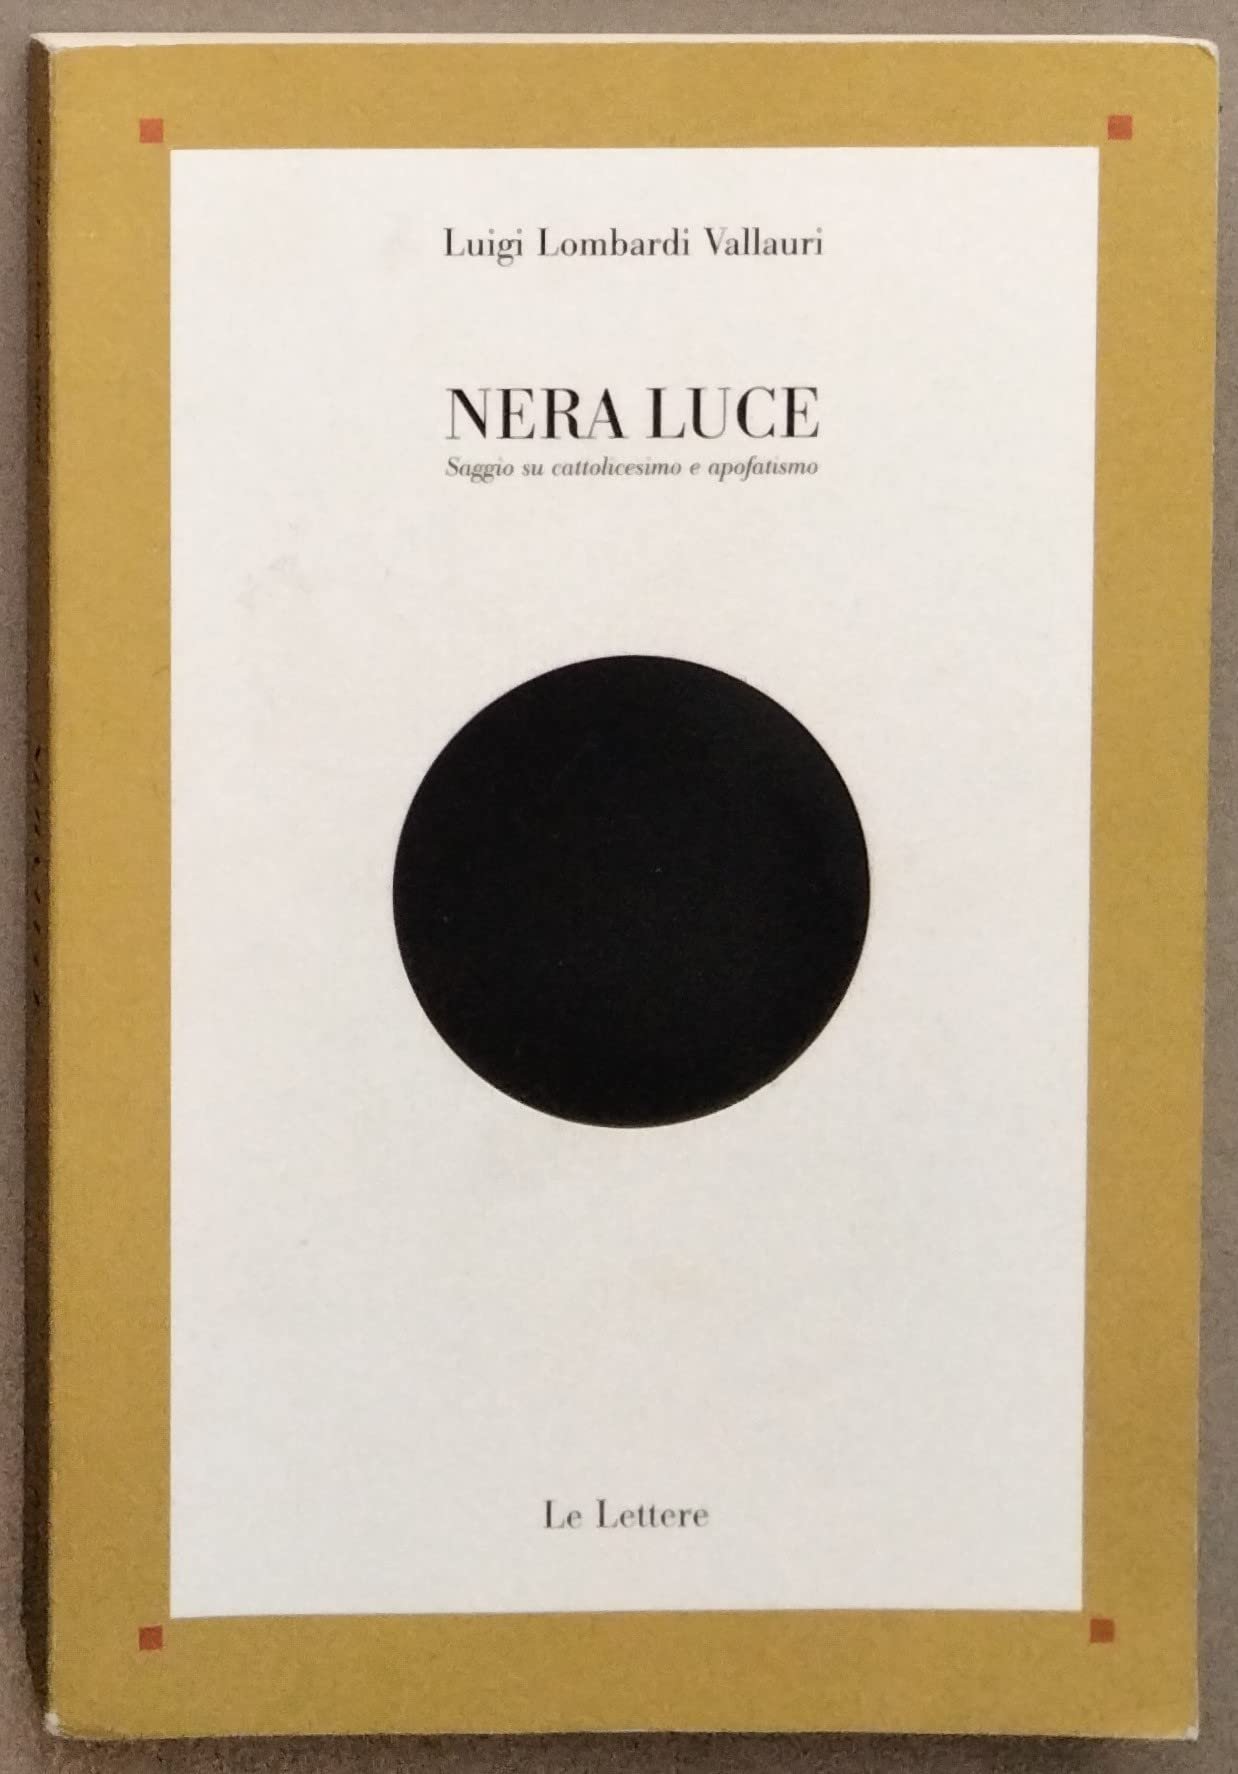 Luigi Lombardi Vallauri
NERA LUCE
Saggio su cattolicesimo e apofatismo
Le Lettere